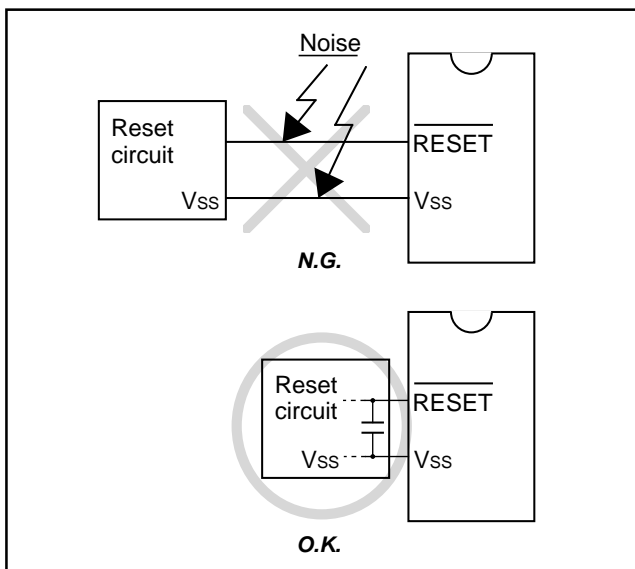 Noise
Reset
circuit
RESET
Vss
Vss
N.G.
Reset
circuit
RESET
Vss
Vss
O.K.